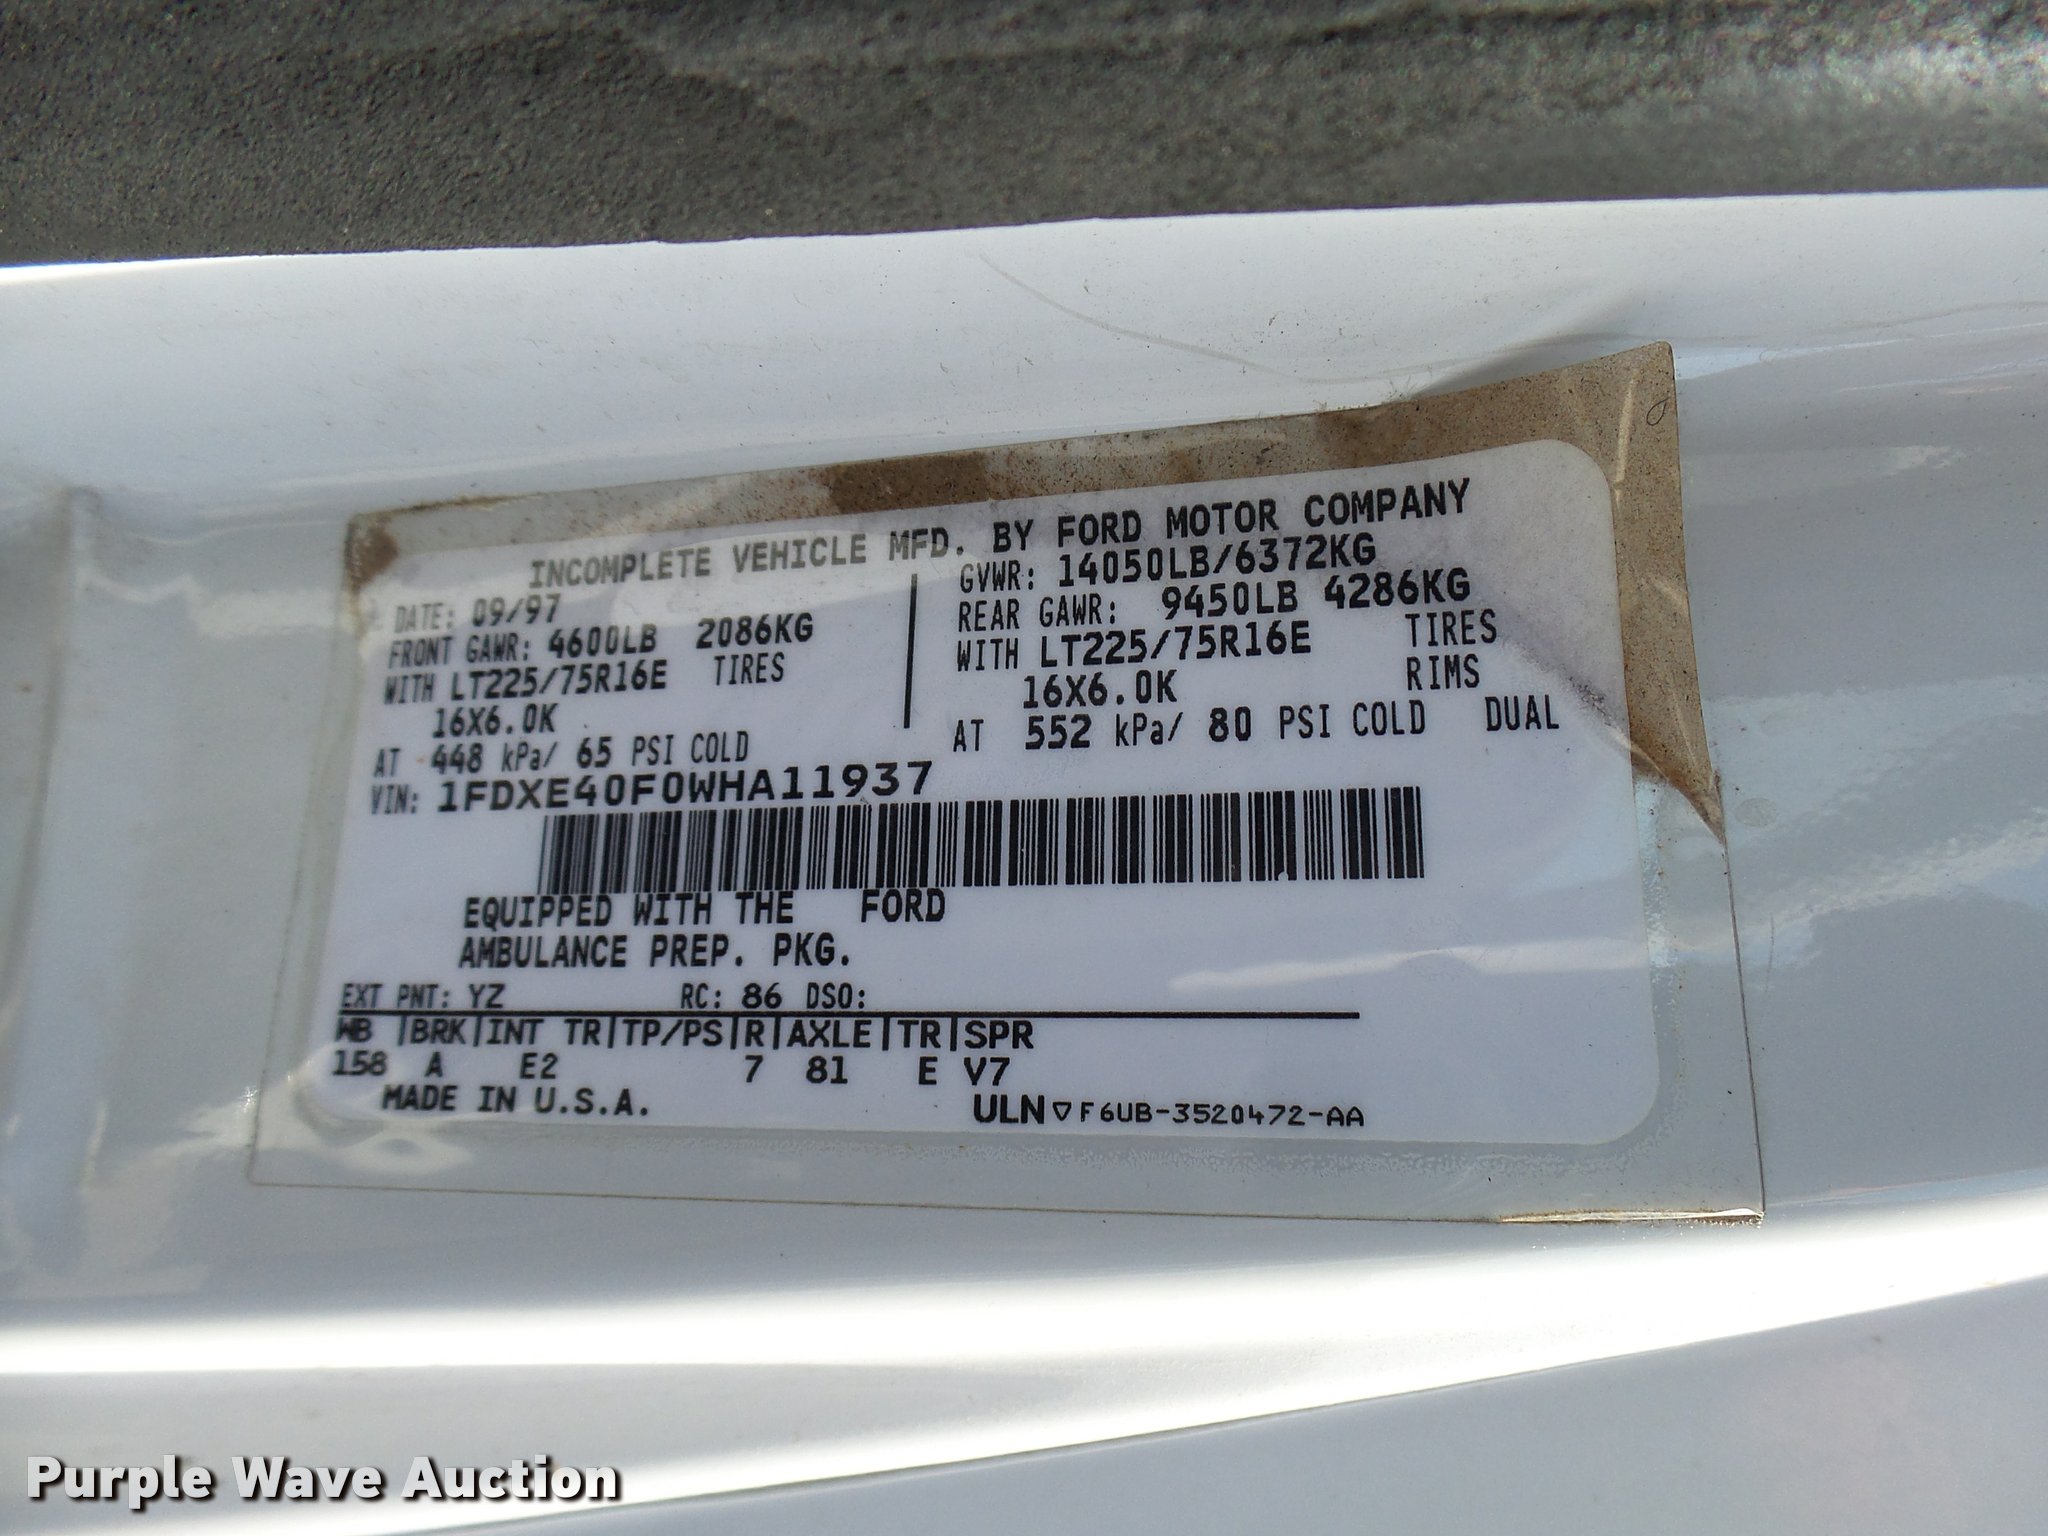 INCOMPLETE VEHICLE MFD. BY FORD MOTOR COMPANY
DATE: 09/97
FRONT GAWR: 4600LB 2086KG
WITH LT225/75R16E TIRES
16X6.0K
AT 448 kPa/ 65 PSI COLD
GVWR: 14050LB/6372KG
REAR GAWR: 9450LB 4286KG
WITH LT225/75R16E TIRES
16X6.0K RIMS
AT 552 kPa/ 80 PSI COLD DUAL
VIN: 1FDXE40F0WHA11937
EQUIPPED WITH THE FORD
AMBULANCE PREP. PKG.
EXT PNT: YZ RC: 86 DSO:
WB |BRK|INT TR|TP/PS|R|AXLE|TR|SPR
158 A E2 7 81 E V7
MADE IN U.S.A.
ULN ▽ F6UB-3520472-AA
Purple Wave Auction